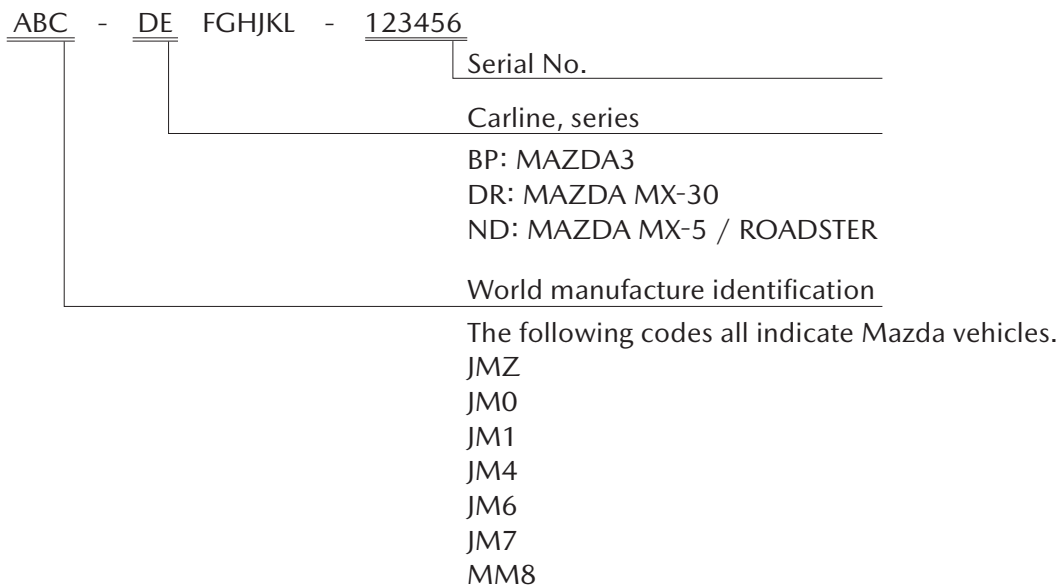 ABC - DE FGHJKL - 123456
Serial No.
Carline, series
BP: MAZDA3
DR: MAZDA MX-30
ND: MAZDA MX-5 / ROADSTER
World manufacture identification
The following codes all indicate Mazda vehicles.
JMZ
JM0
JM1
JM4
JM6
JM7
MM8